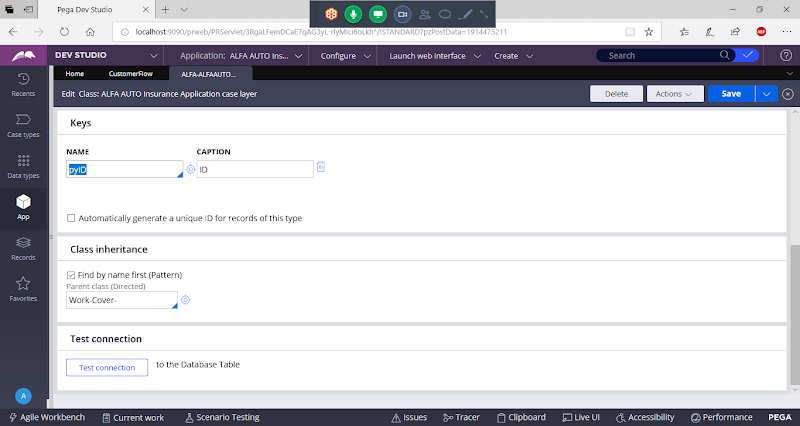 Pega Dev Studio
localhost:9090/prweb/PRServlet/3RgaLFemDCaE7qAG3yL-rlyMIci6oLkh*/!STANDARD?pzPostData=1914475211
DEV STUDIO
Application: ALFA AUTO Ins...
Configure
Launch web interface
Create
Search
Home
CustomerFlow
ALFA-ALFAAUTO...
Edit Class: ALFA AUTO Insurance Application case layer
Delete
Actions
Save
Recents
Case types
Data types
App
Records
Favorites
A
Keys
NAME
CAPTION
pyID
ID
Automatically generate a unique ID for records of this type
Class inheritance
Find by name first (Pattern)
Parent class (Directed)
Work-Cover-
Test connection
Test connection
to the Database Table
Agile Workbench
Current work
Scenario Testing
Issues
Tracer
Clipboard
Live UI
Accessibility
Performance
PEGA